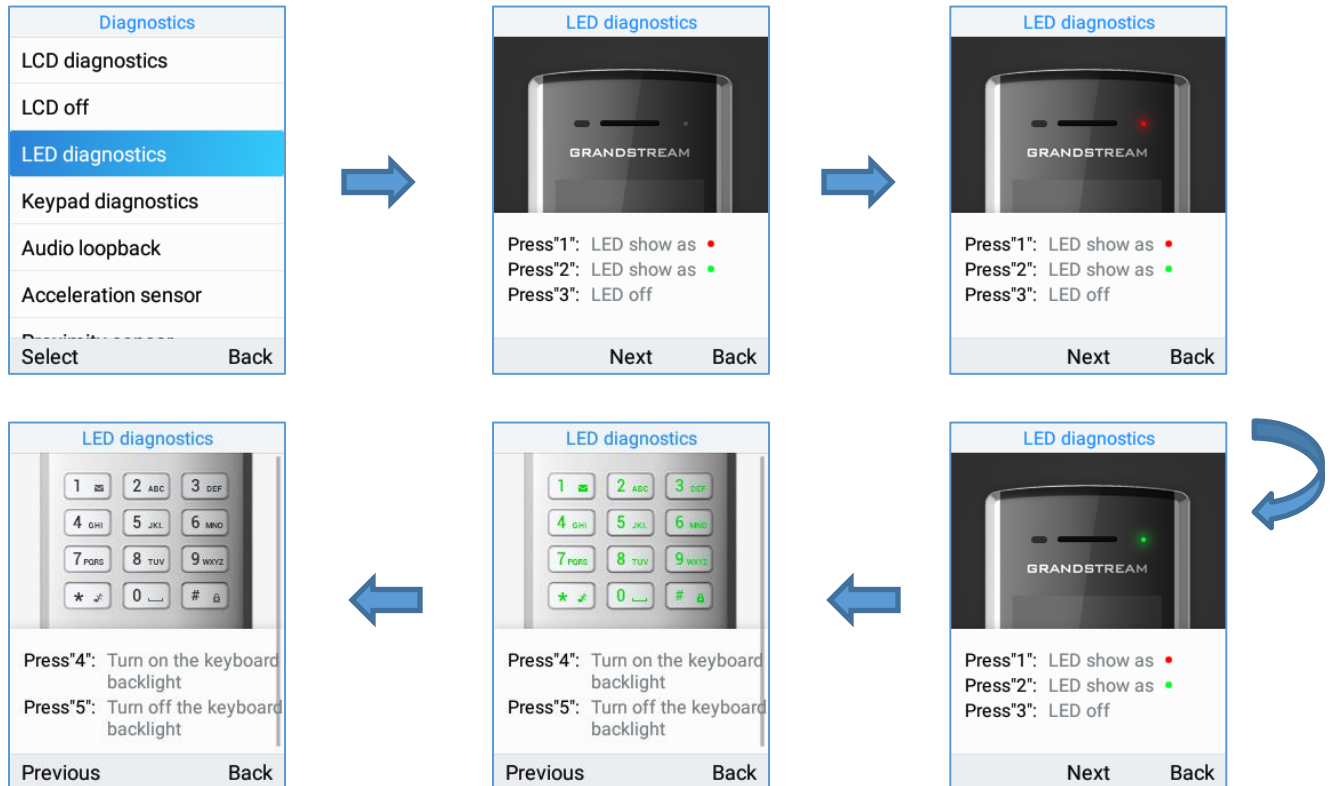 Diagnostics
LCD diagnostics
LCD off
LED diagnostics
Keypad diagnostics
Audio loopback
Acceleration sensor
Proximity sensor
Select Back
LED diagnostics
GRANDSTREAM
Press"1": LED show as
Press"2": LED show as
Press"3": LED off
Next Back
LED diagnostics
GRANDSTREAM
Press"1": LED show as
Press"2": LED show as
Press"3": LED off
Next Back
LED diagnostics
GRANDSTREAM
Press"1": LED show as
Press"2": LED show as
Press"3": LED off
Next Back
LED diagnostics
1 2 ABC 3 DEF
4 GHI 5 JKL 6 MNO
7 PQRS 8 TUV 9 WXYZ
* 0 #
Press"4": Turn on the keyboard
backlight
Press"5": Turn off the keyboard
backlight
Previous Back
LED diagnostics
1 2 ABC 3 DEF
4 GHI 5 JKL 6 MNO
7 PQRS 8 TUV 9 WXYZ
* 0 #
Press"4": Turn on the keyboard
backlight
Press"5": Turn off the keyboard
backlight
Previous Back